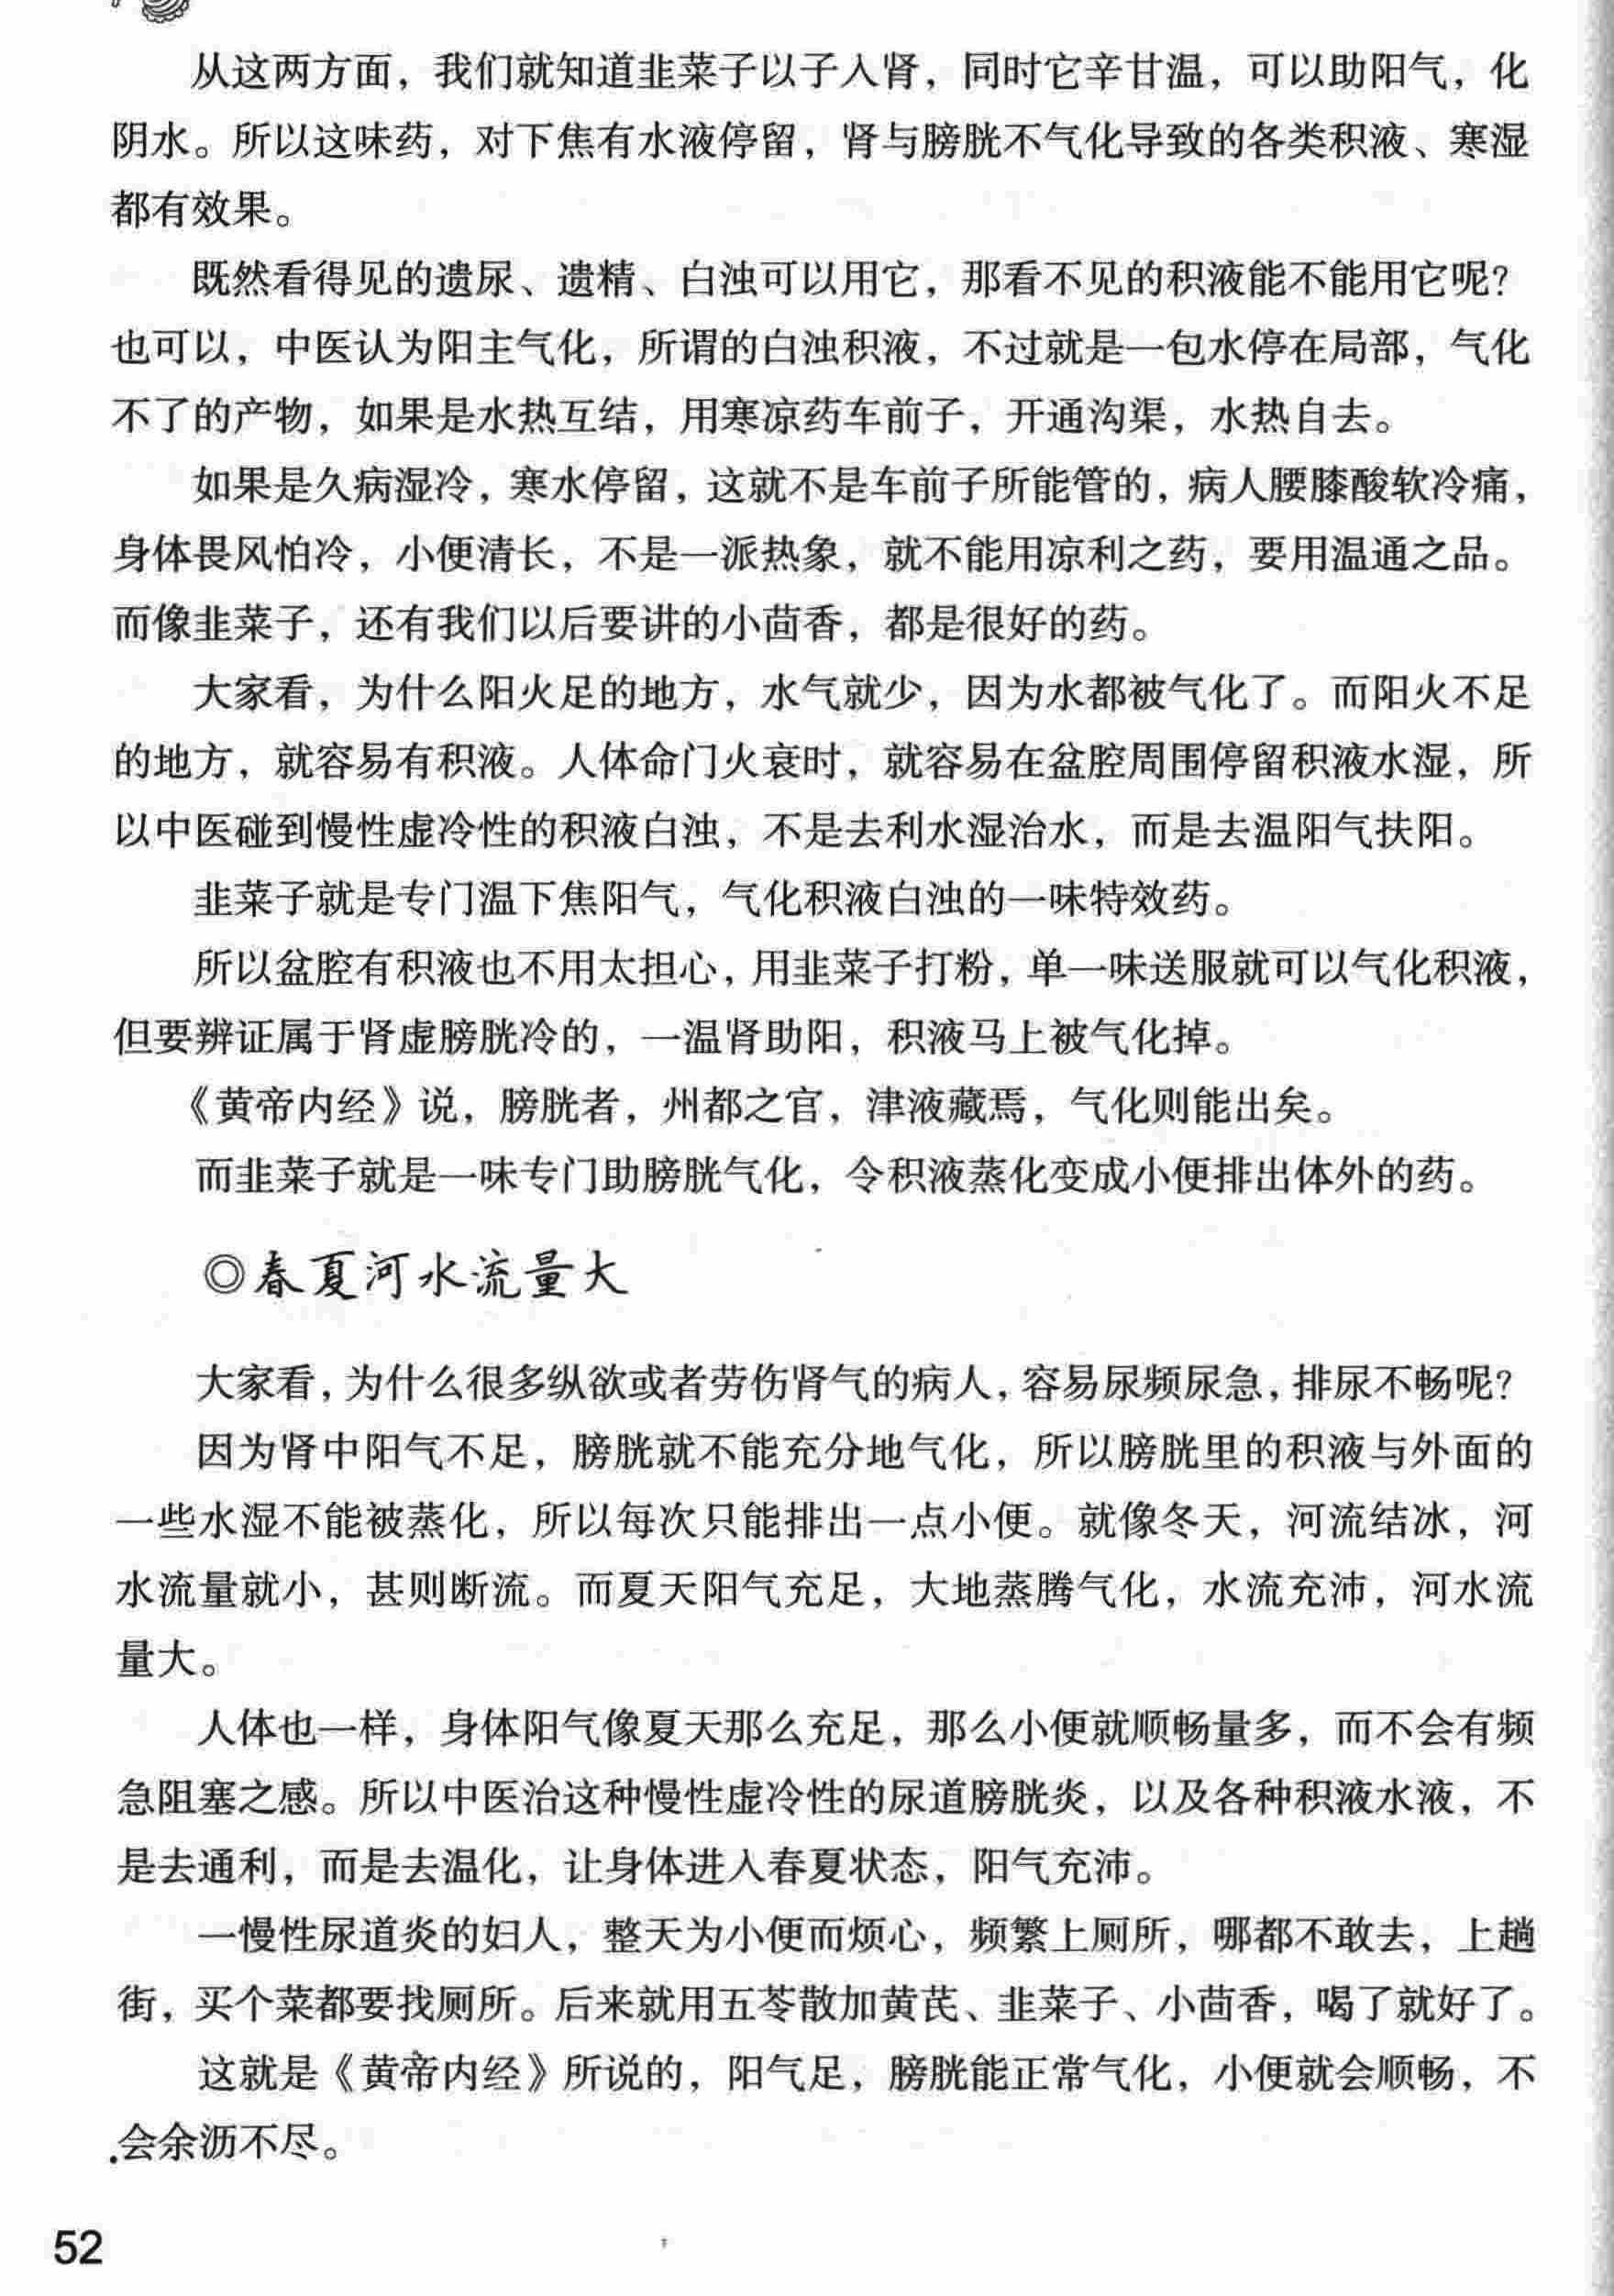 从这两方面，我们就知道韭菜子以子入肾，同时它辛甘温，可以助阳气，化
阴水。所以这味药，对下焦有水液停留，肾与膀胱不气化导致的各类积液、寒湿
都有效果。
既然看得见的遗尿、遗精、白浊可以用它，那看不见的积液能不能用它呢？
也可以，中医认为阳主气化，所谓的白浊积液，不过就是一包水停在局部，气化
不了的产物，如果是水热互结，用寒凉药车前子，开通沟渠，水热自去。
如果是久病湿冷，寒水停留，这就不是车前子所能管的，病人腰膝酸软冷痛，
身体畏风怕冷，小便清长，不是一派热象，就不能用凉利之药，要用温通之品。
而像韭菜子，还有我们以后要讲的小茴香，都是很好的药。
大家看，为什么阳火足的地方，水气就少，因为水都被气化了。而阳火不足
的地方，就容易有积液。人体命门火衰时，就容易在盆腔周围停留积液水湿，所
以中医碰到慢性虚冷性的积液白浊，不是去利水湿治水，而是去温阳气扶阳。
韭菜子就是专门温下焦阳气，气化积液白浊的一味特效药。
所以盆腔有积液也不用太担心，用韭菜子打粉，单一味送服就可以气化积液，
但要辨证属于肾虚膀胱冷的，一温肾助阳，积液马上被气化掉。
《黄帝内经》说，膀胱者，州都之官，津液藏焉，气化则能出矣。
而韭菜子就是一味专门助膀胱气化，令积液蒸化变成小便排出体外的药。
◎春夏河水流量大
大家看，为什么很多纵欲或者劳伤肾气的病人，容易尿频尿急，排尿不畅呢？
因为肾中阳气不足，膀胱就不能充分地气化，所以膀胱里的积液与外面的
一些水湿不能被蒸化，所以每次只能排出一点小便。就像冬天，河流结冰，河
水流量就小，甚则断流。而夏天阳气充足，大地蒸腾气化，水流充沛，河水流
量大。
人体也一样，身体阳气像夏天那么充足，那么小便就顺畅量多，而不会有频
急阻塞之感。所以中医治这种慢性虚冷性的尿道膀胱炎，以及各种积液水液，不
是去通利，而是去温化，让身体进入春夏状态，阳气充沛。
一慢性尿道炎的妇人，整天为小便而烦心，频繁上厕所，哪都不敢去，上趟
街，买个菜都要找厕所。后来就用五苓散加黄芪、韭菜子、小茴香，喝了就好了。
这就是《黄帝内经》所说的，阳气足，膀胱能正常气化，小便就会顺畅，不
会余沥不尽。
52